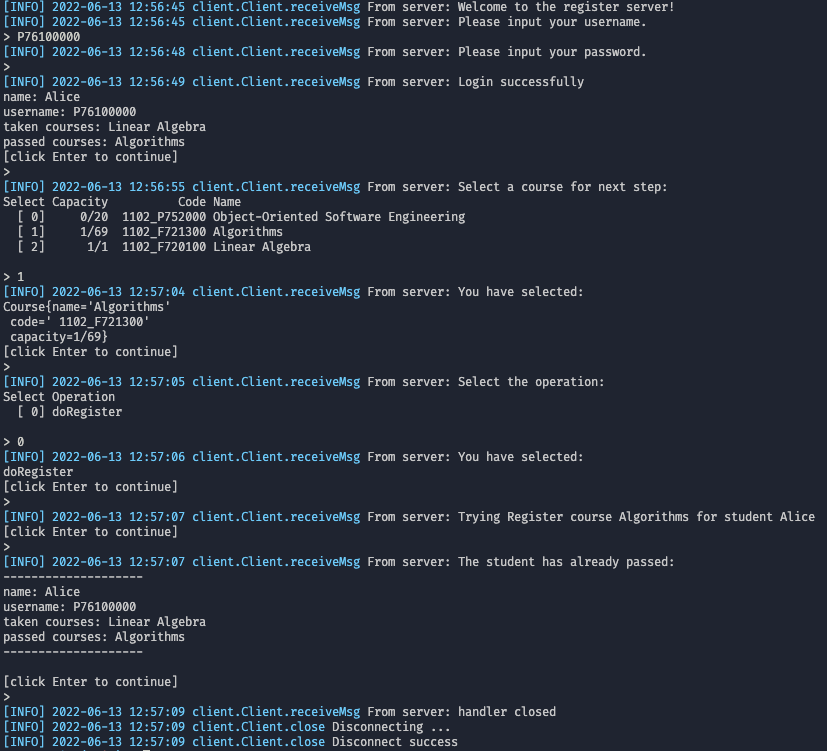 [INFO] 2022-06-13 12:56:45 client.Client.receiveMsg From server: Welcome to the register server!
[INFO] 2022-06-13 12:56:45 client.Client.receiveMsg From server: Please input your username.
> P76100000
[INFO] 2022-06-13 12:56:48 client.Client.receiveMsg From server: Please input your password.
>
[INFO] 2022-06-13 12:56:49 client.Client.receiveMsg From server: Login successfully
name: Alice
username: P76100000
taken courses: Linear Algebra
passed courses: Algorithms
[click Enter to continue]
>
[INFO] 2022-06-13 12:56:55 client.Client.receiveMsg From server: Select a course for next step:
Select Capacity          Code Name
  [ 0]     0/20  1102_P752000 Object-Oriented Software Engineering
  [ 1]     1/69  1102_F721300 Algorithms
  [ 2]      1/1  1102_F720100 Linear Algebra

> 1
[INFO] 2022-06-13 12:57:04 client.Client.receiveMsg From server: You have selected:
Course{name='Algorithms'
 code=' 1102_F721300'
 capacity=1/69}
[click Enter to continue]
>
[INFO] 2022-06-13 12:57:05 client.Client.receiveMsg From server: Select the operation:
Select Operation
  [ 0] doRegister

> 0
[INFO] 2022-06-13 12:57:06 client.Client.receiveMsg From server: You have selected:
doRegister
[click Enter to continue]
>
[INFO] 2022-06-13 12:57:07 client.Client.receiveMsg From server: Trying Register course Algorithms for student Alice
[click Enter to continue]
>
[INFO] 2022-06-13 12:57:07 client.Client.receiveMsg From server: The student has already passed:
--------------------
name: Alice
username: P76100000
taken courses: Linear Algebra
passed courses: Algorithms
--------------------

[click Enter to continue]
>
[INFO] 2022-06-13 12:57:09 client.Client.receiveMsg From server: handler closed
[INFO] 2022-06-13 12:57:09 client.Client.close Disconnecting ...
[INFO] 2022-06-13 12:57:09 client.Client.close Disconnect success